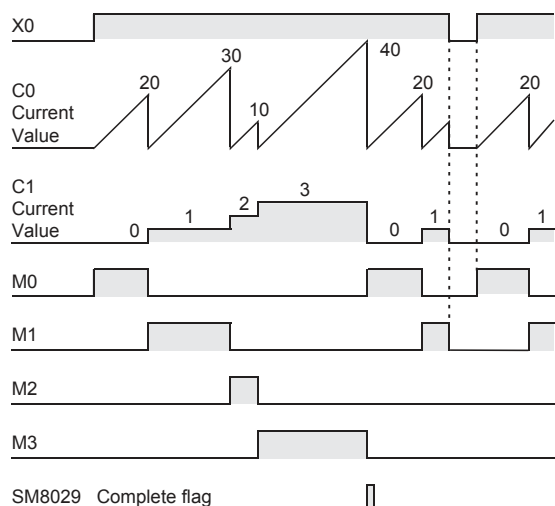 X0
20 30 10 40 20 20
C0
Current
Value
C1
Current
Value
0 1 2 3 0 1 0 1
M0
M1
M2
M3
SM8029 Complete flag